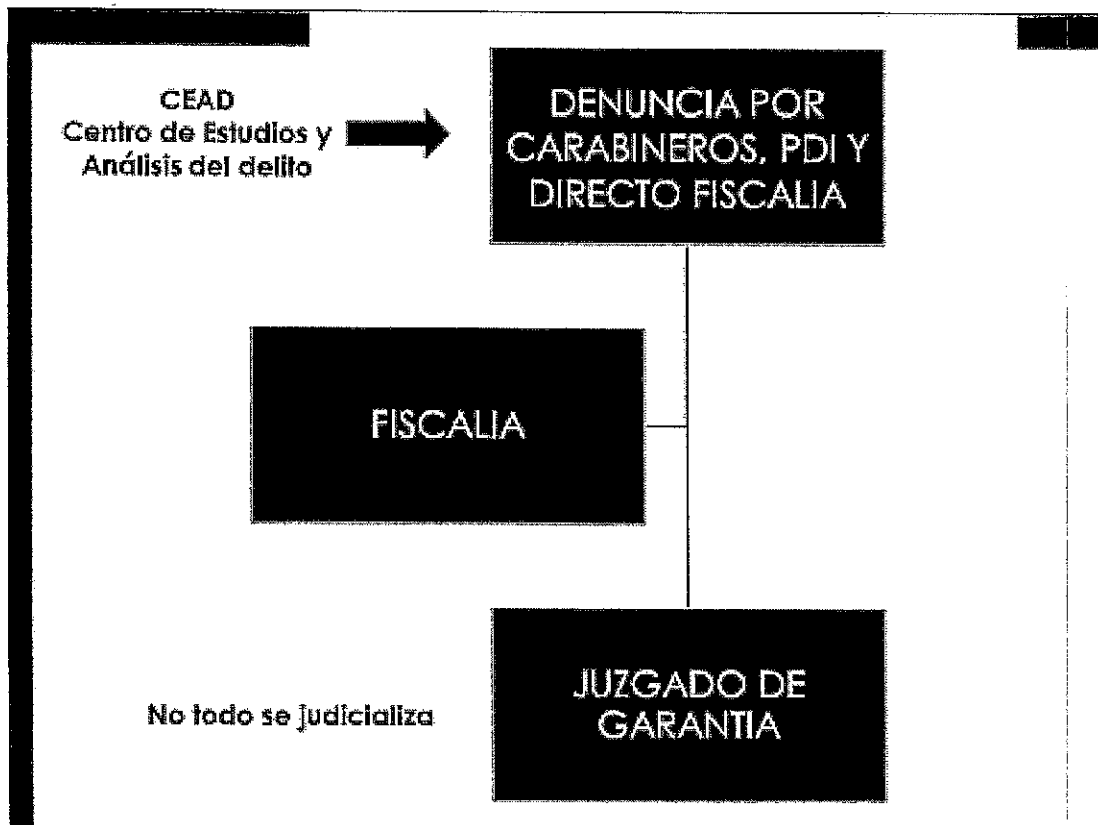 CEAD
Centro de Estudios y
Análisis del delito
DENUNCIA POR
CARABINEROS, PDI Y
DIRECTO FISCALIA
FISCALIA
No todo se judicializa
JUZGADO DE
GARANTIA